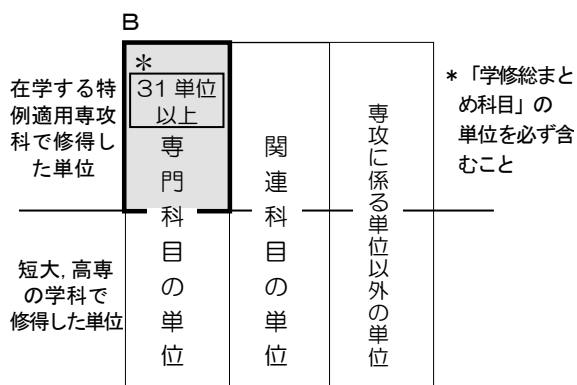 B
在学する特
例適用専攻
科で修得し
た単位
短大,高専
の学科で
修得した単位
*
31単位
以上
専門科目の単位
関連科目の単位
専攻に係る単位以外の単位
*「学修総まと
め科目」の
単位を必ず含
むこと